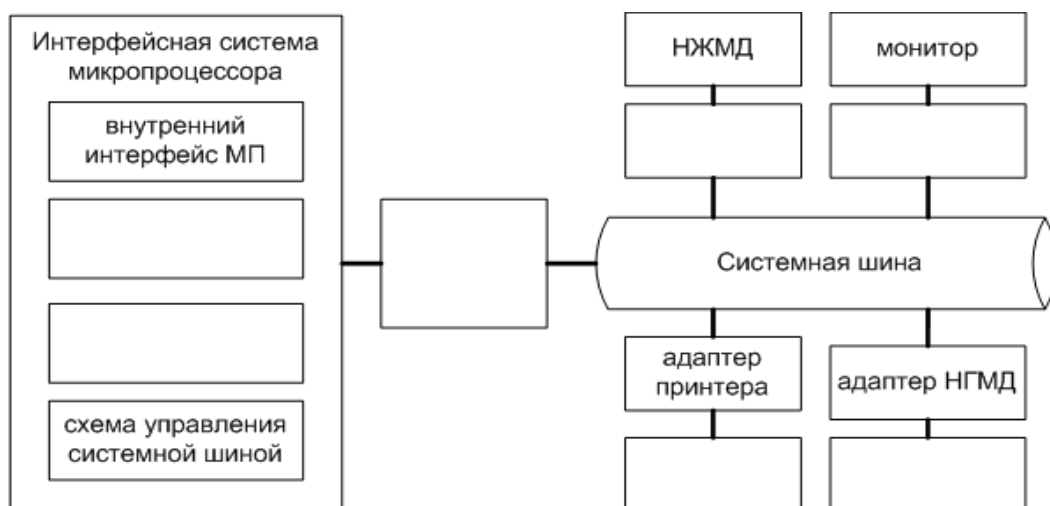 Интерфейсная система
микропроцессора
внутренний
интерфейс МП
схема управления
системной шиной
НЖМД
монитор
Системная шина
адаптер
принтера
адаптер НГМД